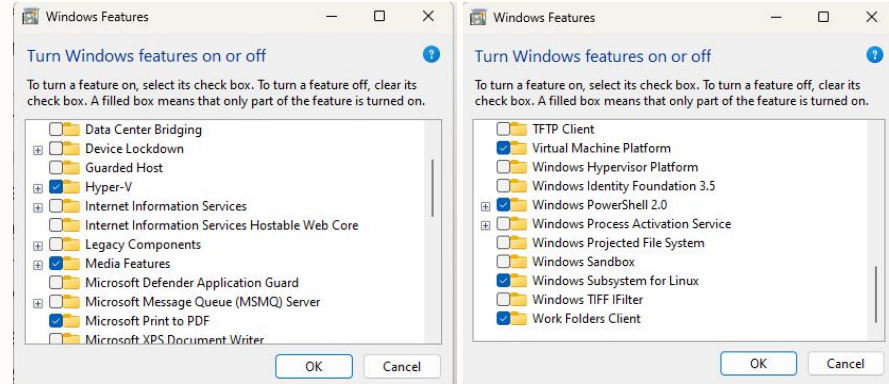 Windows Features
Turn Windows features on or off
To turn a feature on, select its check box. To turn a feature off, clear its
check box. A filled box means that only part of the feature is turned on.
Data Center Bridging
Device Lockdown
Guarded Host
Hyper-V
Internet Information Services
Internet Information Services Hostable Web Core
Legacy Components
Media Features
Microsoft Defender Application Guard
Microsoft Message Queue (MSMQ) Server
Microsoft Print to PDF
Microsoft XPS Document Writer
OK
Cancel
Windows Features
Turn Windows features on or off
To turn a feature on, select its check box. To turn a feature off, clear its
check box. A filled box means that only part of the feature is turned on.
TFTP Client
Virtual Machine Platform
Windows Hypervisor Platform
Windows Identity Foundation 3.5
Windows PowerShell 2.0
Windows Process Activation Service
Windows Projected File System
Windows Sandbox
Windows Subsystem for Linux
Windows TIFF IFilter
Work Folders Client
OK
Cancel